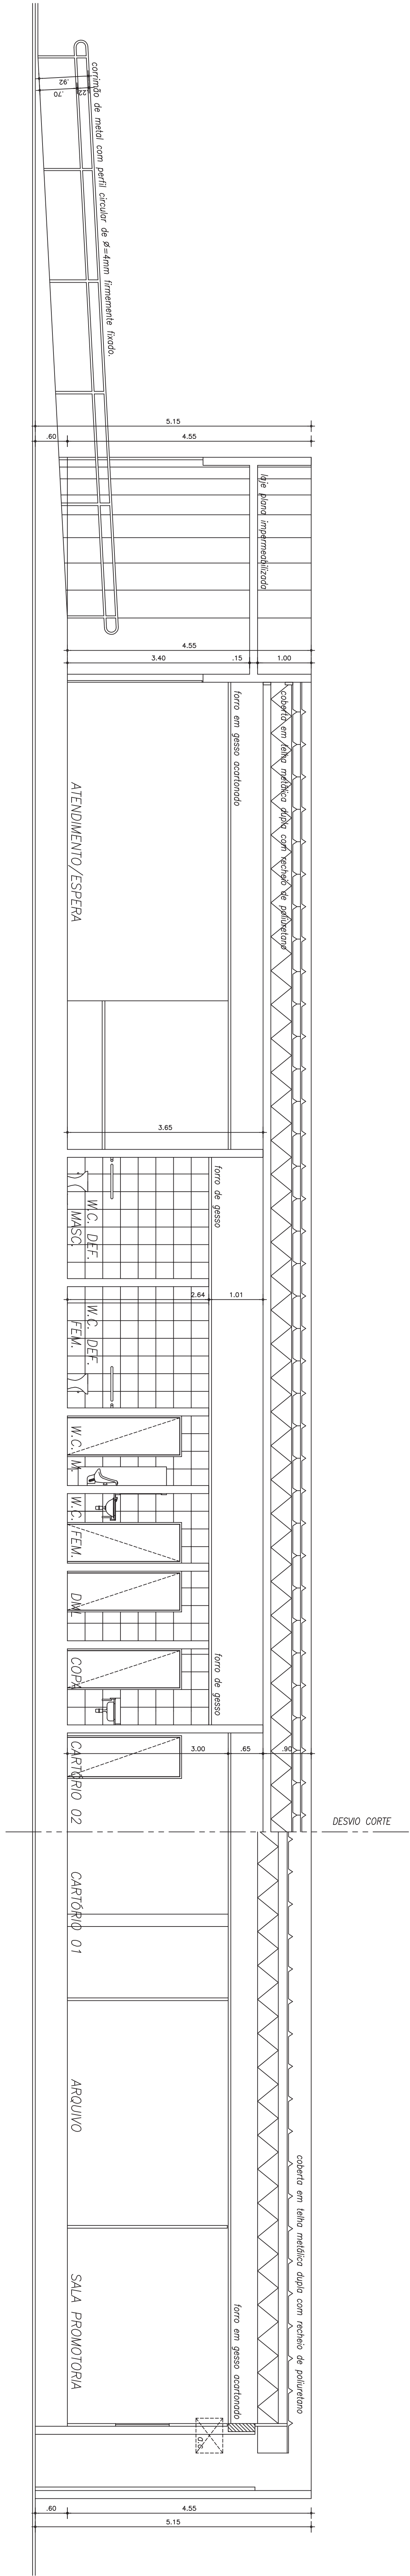 .92
.70
.22
corrimão de metal com perfil circular de ø=4mm firmemente fixado.
5.15
.60
4.55
laje plana impermeabilizada
4.55
3.40
.15
1.00
forro em gesso acartonado
coberta em telha metálica dupla com recheio de poliuretano
ATENDIMENTO/ESPERA
3.65
forro de gesso
W.C. DEF.
MASC.
2.64
1.01
W.C. DEF.
FEM.
W.C. M.
W.C. FEM.
DML
COPA
forro de gesso
3.00
.65
.90
CARTÓRIO 02
DESVIO CORTE
CARTÓRIO 01
ARQUIVO
coberta em telha metálica dupla com recheio de poliuretano
SALA PROMOTORIA
forro em gesso acartonado
.60
4.55
5.15